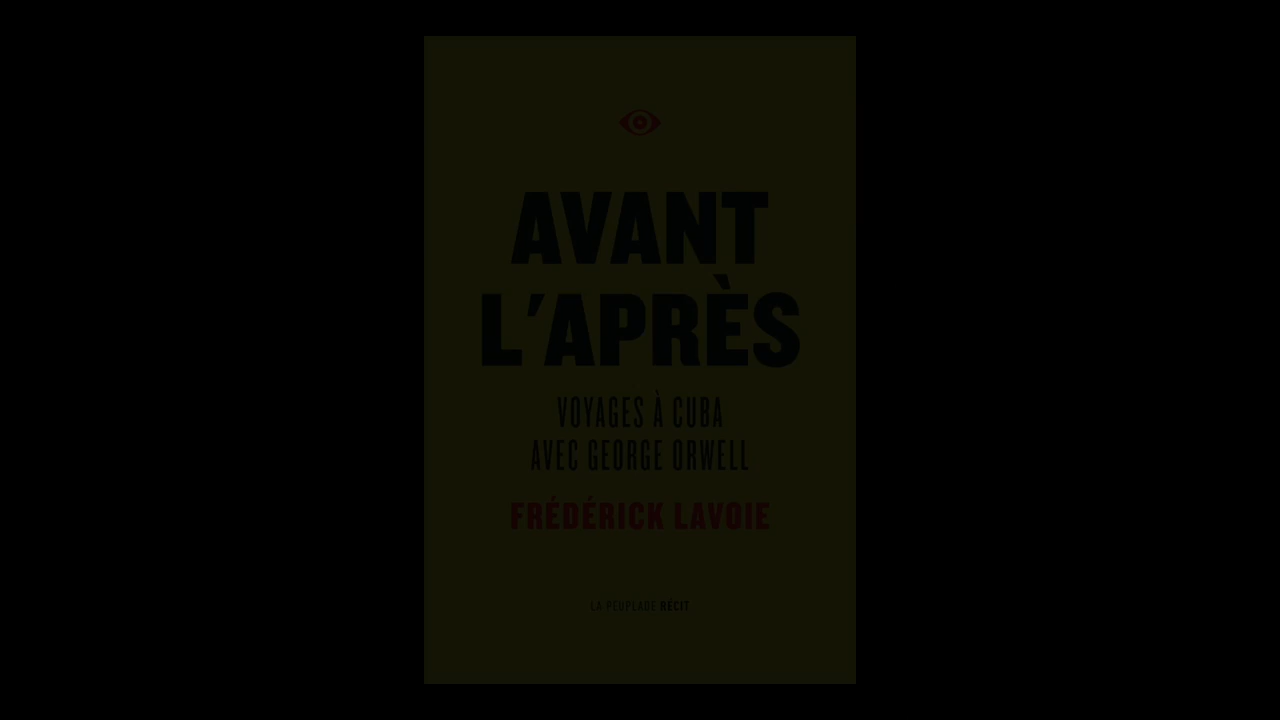 AVANT
L'APRÈS
VOYAGES À CUBA
AVEC GEORGE ORWELL
FRÉDÉRICK LAVOIE
LA PEUPLADE RÉCIT